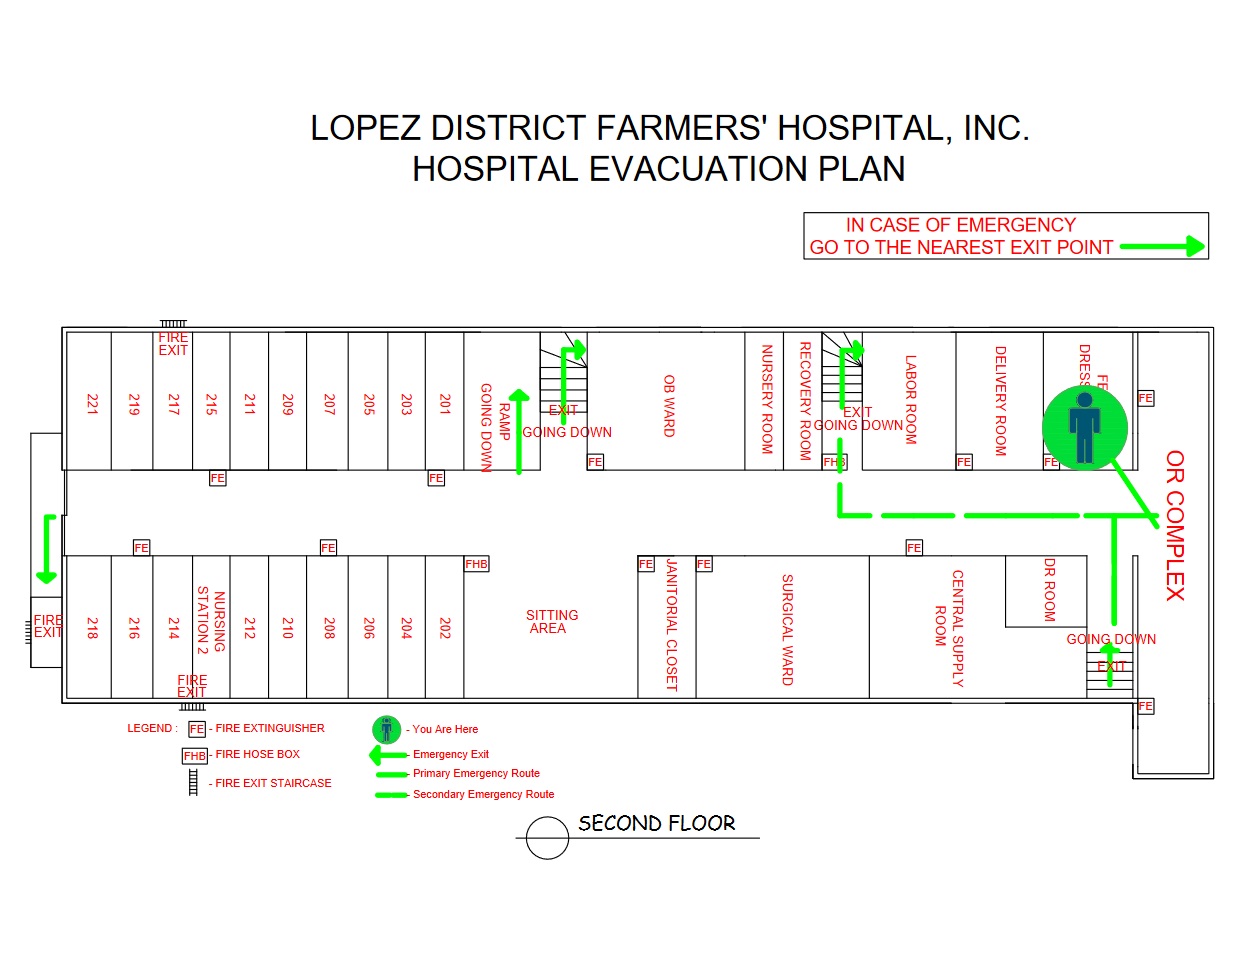 LOPEZ DISTRICT FARMERS' HOSPITAL, INC.
HOSPITAL EVACUATION PLAN
IN CASE OF EMERGENCY
GO TO THE NEAREST EXIT POINT
FIRE
EXIT
221
219
217
215
211
209
207
205
203
201
RAMP
GOING DOWN
EXIT
GOING DOWN
OB WARD
NURSERY ROOM
RECOVERY ROOM
EXIT
GOING DOWN
LABOR ROOM
DELIVERY ROOM
FE
FE
FHB
FE
FE
FE
FE
OR COMPLEX
FE
FE
FHB
FE
FE
FE
FIRE
EXIT
218
216
214
NURSING
STATION 2
212
210
208
206
204
202
SITTING
AREA
JANITORIAL CLOSET
SURGICAL WARD
CENTRAL SUPPLY
ROOM
DR ROOM
GOING DOWN
EXIT
FIRE
EXIT
FE
LEGEND :
FE - FIRE EXTINGUISHER
FHB - FIRE HOSE BOX
- FIRE EXIT STAIRCASE
- You Are Here
- Emergency Exit
- Primary Emergency Route
- Secondary Emergency Route
SECOND FLOOR